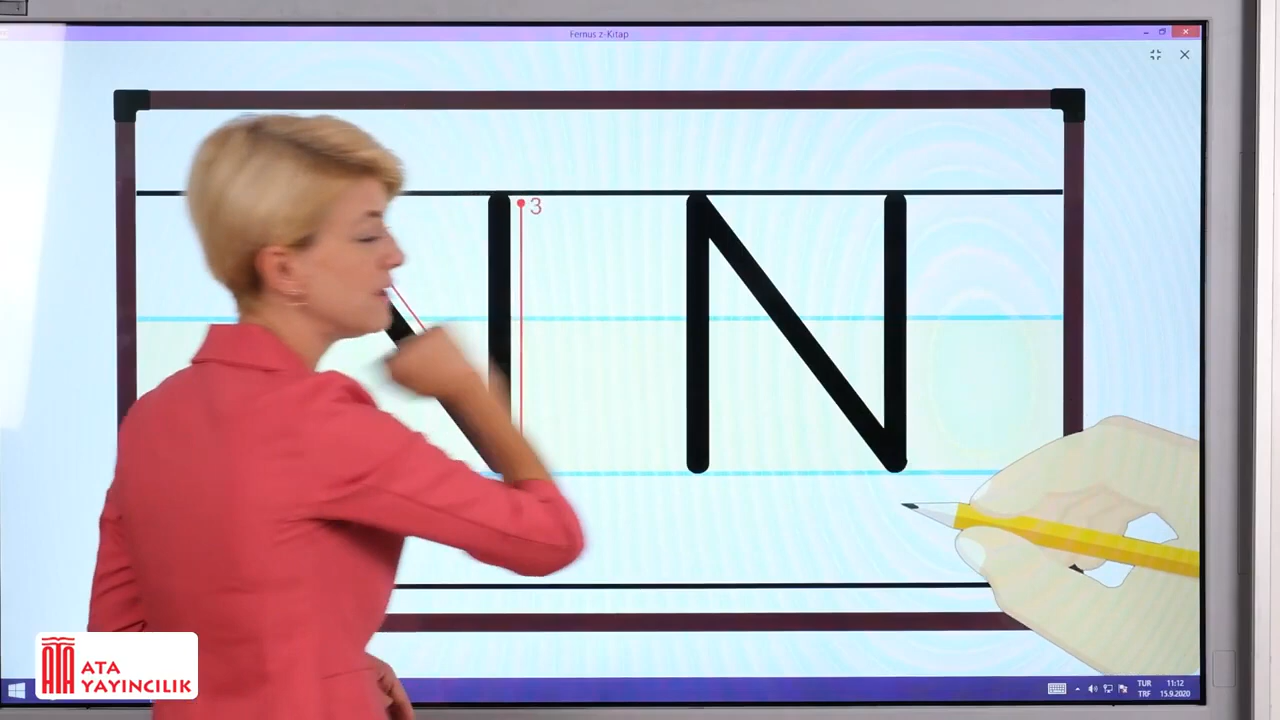 Fernus z-Kitap
3
N
ATA
YAYINCILIK
TUR
TRF
11:12
15.9.2020